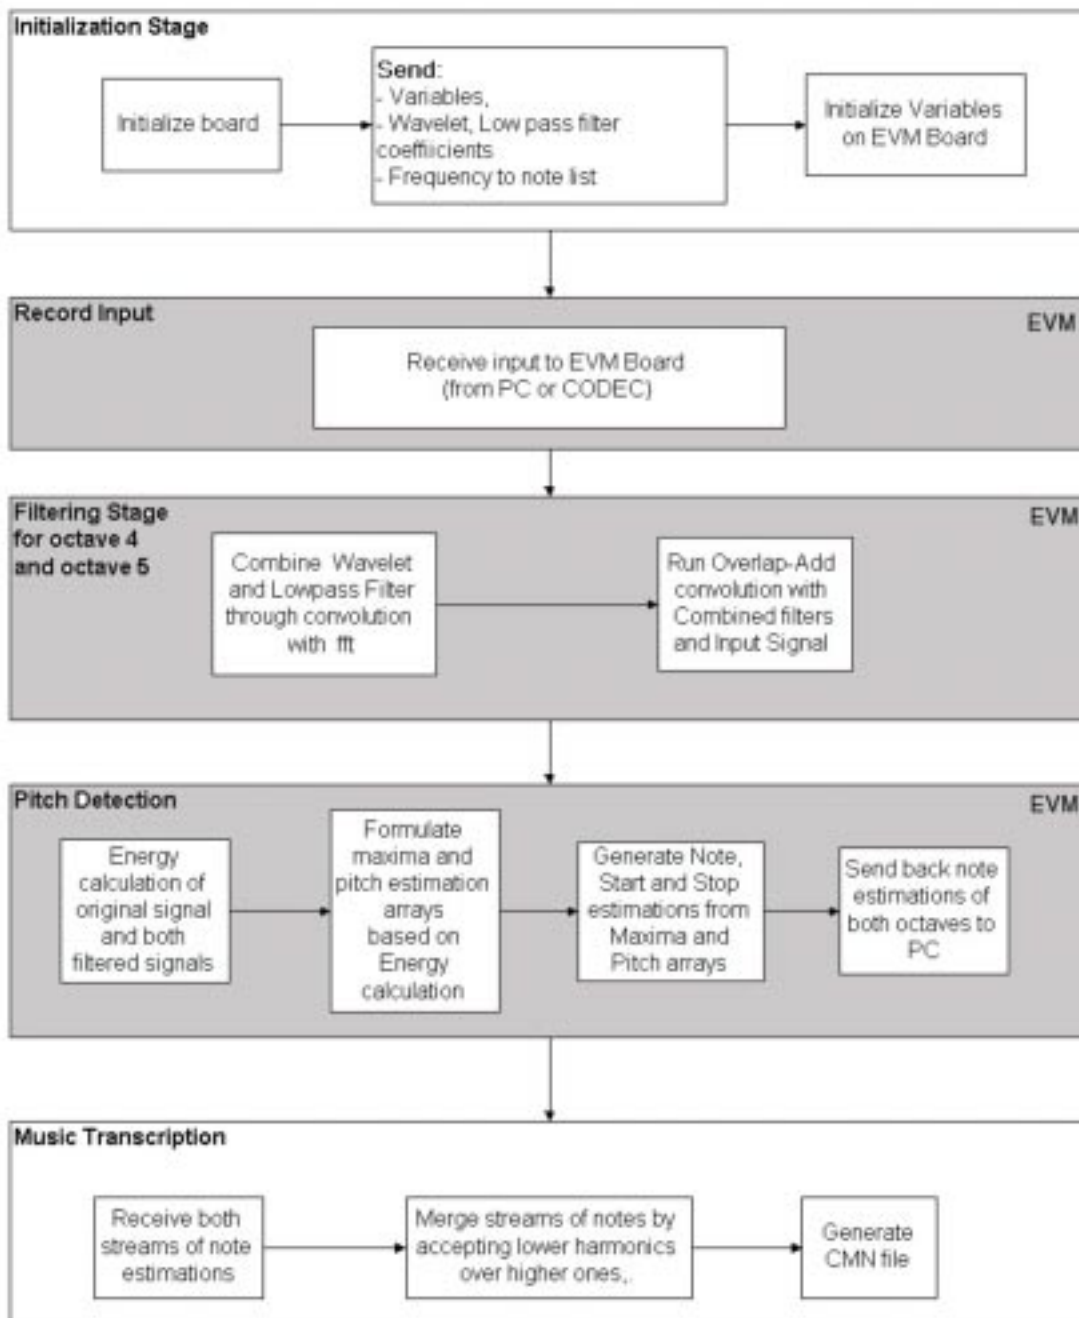 Initialization Stage
Initialize board
Send:
- Variables,
- Wavelet, Low pass filter
coeffiicients
- Frequency to note list
Initialize Variables
on EVM Board
Record Input
EVM
Receive input to EVM Board
(from PC or CODEC)
Filtering Stage
for octave 4
and octave 5
EVM
Combine Wavelet
and Lowpass Filter
through convolution
with fft
Run Overlap-Add
convolution with
Combined filters
and Input Signal
Pitch Detection
EVM
Energy
calculation of
original signal
and both
filtered signals
Formulate
maxima and
pitch estimation
arrays
based on
Energy
calculation
Generate Note,
Start and Stop
estimations from
Maxima and
Pitch arrays
Send back note
estimations of
both octaves to
PC
Music Transcription
Receive both
streams of note
estimations
Merge streams of notes by
accepting lower harmonics
over higher ones,.
Generate
CMN file